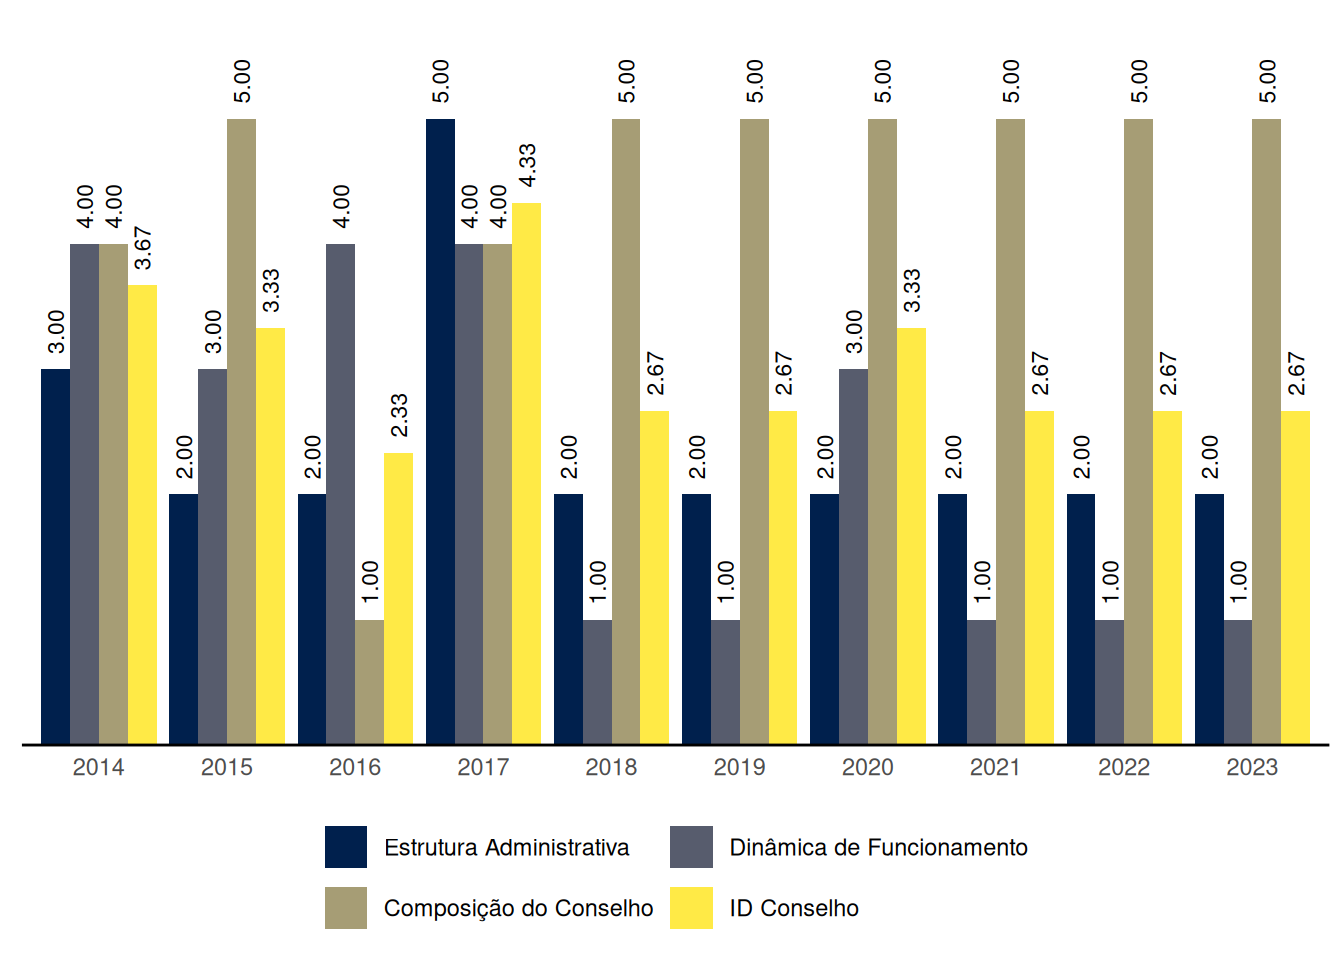 3.00 4.00 4.00 3.67
2.00 3.00 5.00 3.33
2.00 4.00 1.00 2.33
5.00 4.00 4.00 4.33
2.00 1.00 5.00 2.67
2.00 1.00 5.00 2.67
2.00 3.00 5.00 3.33
2.00 1.00 5.00 2.67
2.00 1.00 5.00 2.67
2.00 1.00 5.00 2.67
2014 2015 2016 2017 2018 2019 2020 2021 2022 2023
Estrutura Administrativa Dinâmica de Funcionamento
Composição do Conselho ID Conselho